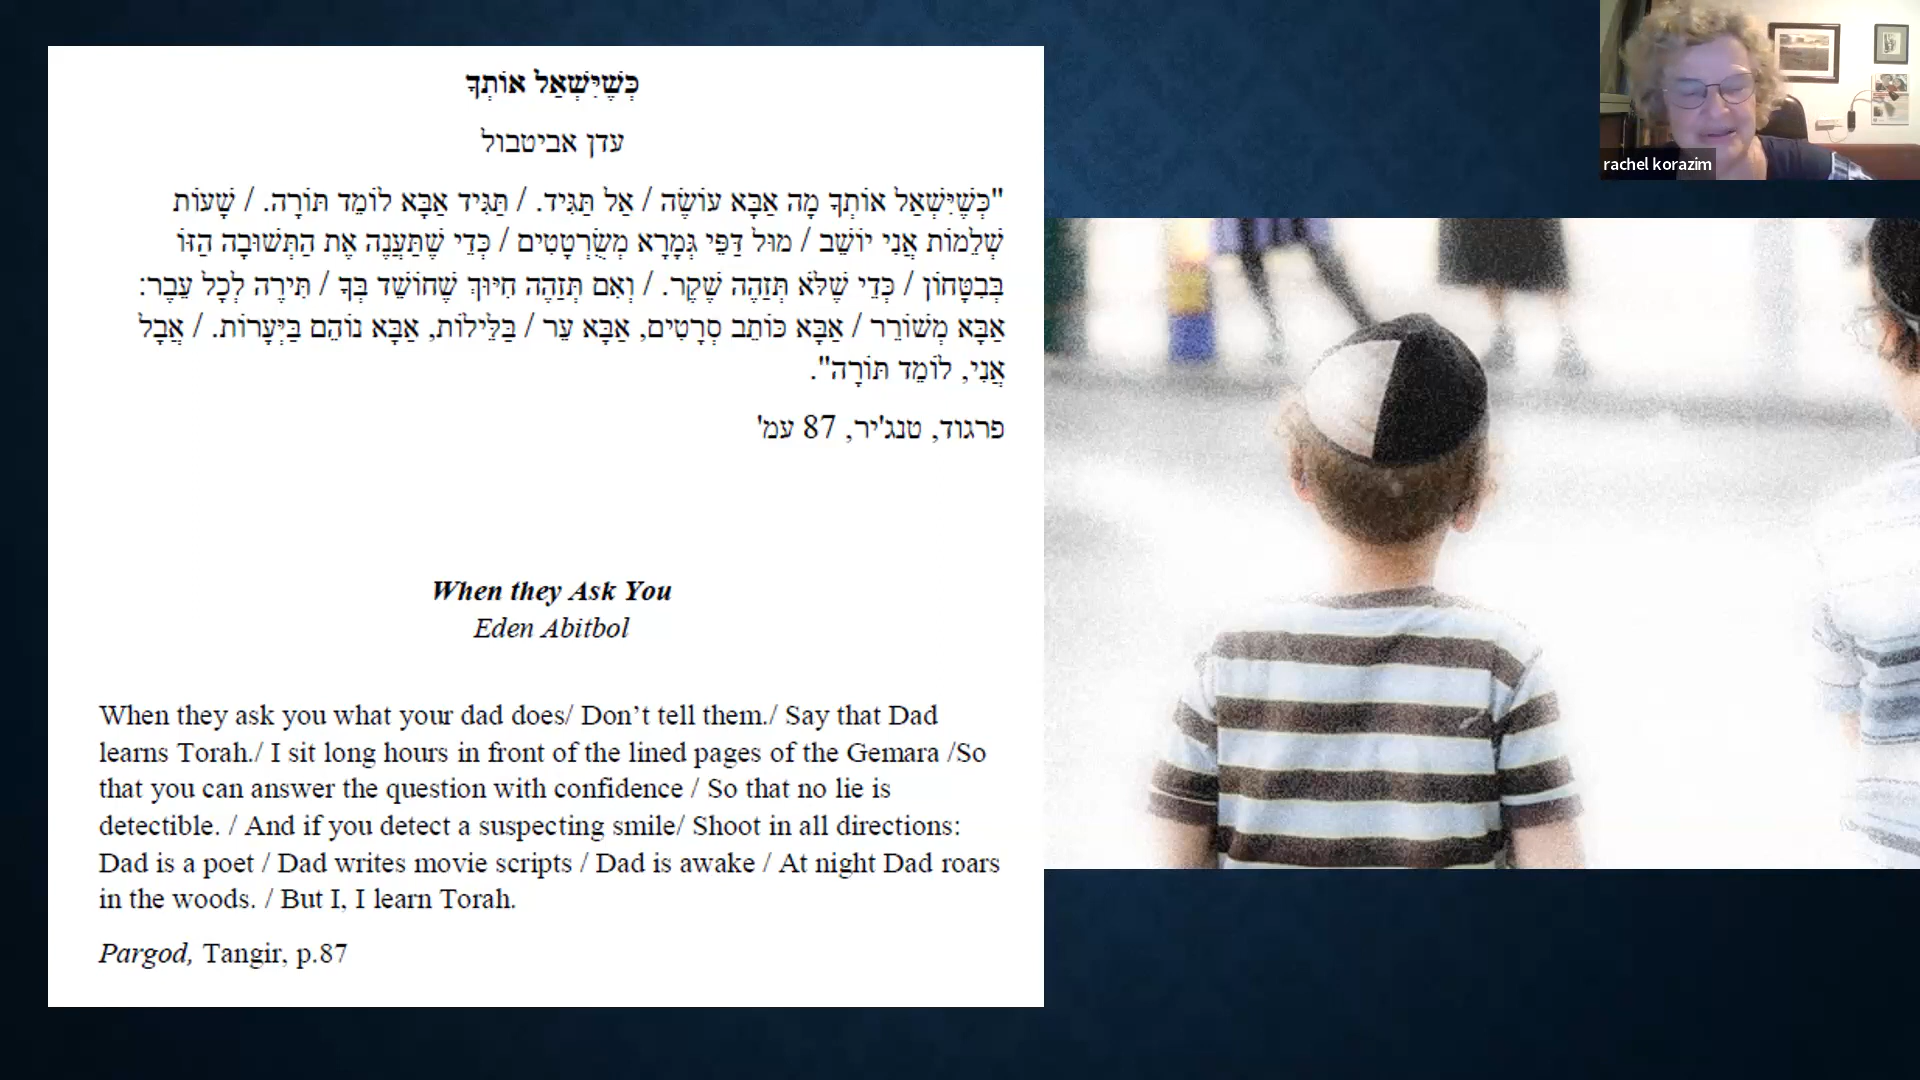 כְּשֶׁיִּשְׁאַל אוֹתְךָ
עדן אביטבול
"כְּשֶׁיִּשְׁאַל אוֹתְךָ מָה אַבָּא עוֹשֶׂה / אַל תַּגִּיד. / תַּגִּיד אַבָּא לוֹמֵד תּוֹרָה. / שָׁעוֹת
שְׁלֵמוֹת אֲנִי יוֹשֵׁב / מוּל דַּפֵּי גְּמָרָא מְשֻׂרְטָטִים / כְּדֵי שֶׁתַּעֲנֶה אֶת הַתְּשׁוּבָה הַזּוֹ
בְּבִטָּחוֹן / כְּדֵי שֶׁלֹּא תְּזַהֶה שֶׁקֶר. / וְאִם תְּזַהֶה חִיּוּךְ שֶׁחוֹשֵׁד בְּךָ / תִּירֶה לְכָל עֵבֶר:
אַבָּא מְשׁוֹרֵר / אַבָּא כּוֹתֵב סְרָטִים, אַבָּא עֵר / בַּלֵּילוֹת, אַבָּא נוֹהֵם בַּיְּעָרוֹת. / אֲבָל
אֲנִי, לוֹמֵד תּוֹרָה".
פרגוד, טנג'יר, 87 עמ'
When they Ask You
Eden Abitbol
When they ask you what your dad does/ Don’t tell them./ Say that Dad
learns Torah./ I sit long hours in front of the lined pages of the Gemara /So
that you can answer the question with confidence / So that no lie is
detectible. / And if you detect a suspecting smile/ Shoot in all directions:
Dad is a poet / Dad writes movie scripts / Dad is awake / At night Dad roars
in the woods. / But I, I learn Torah.
Pargod, Tangir, p.87
rachel korazim